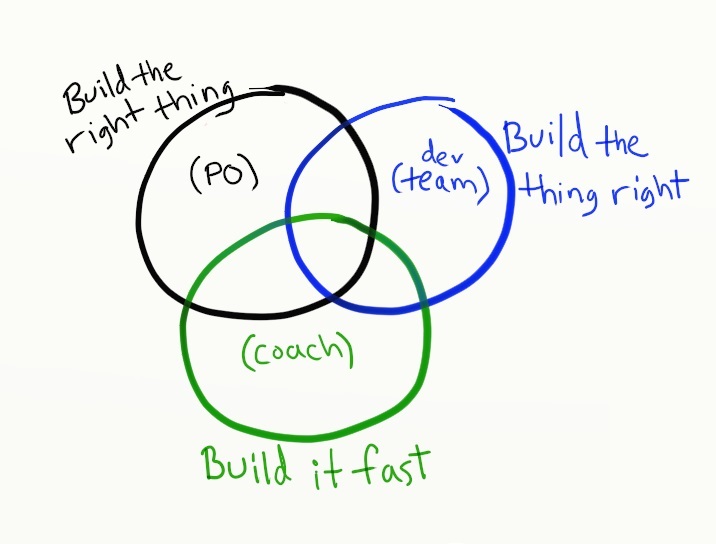 Build the
right thing
(PO)
dev
(team)
Build the
thing right
(coach)
Build it fast